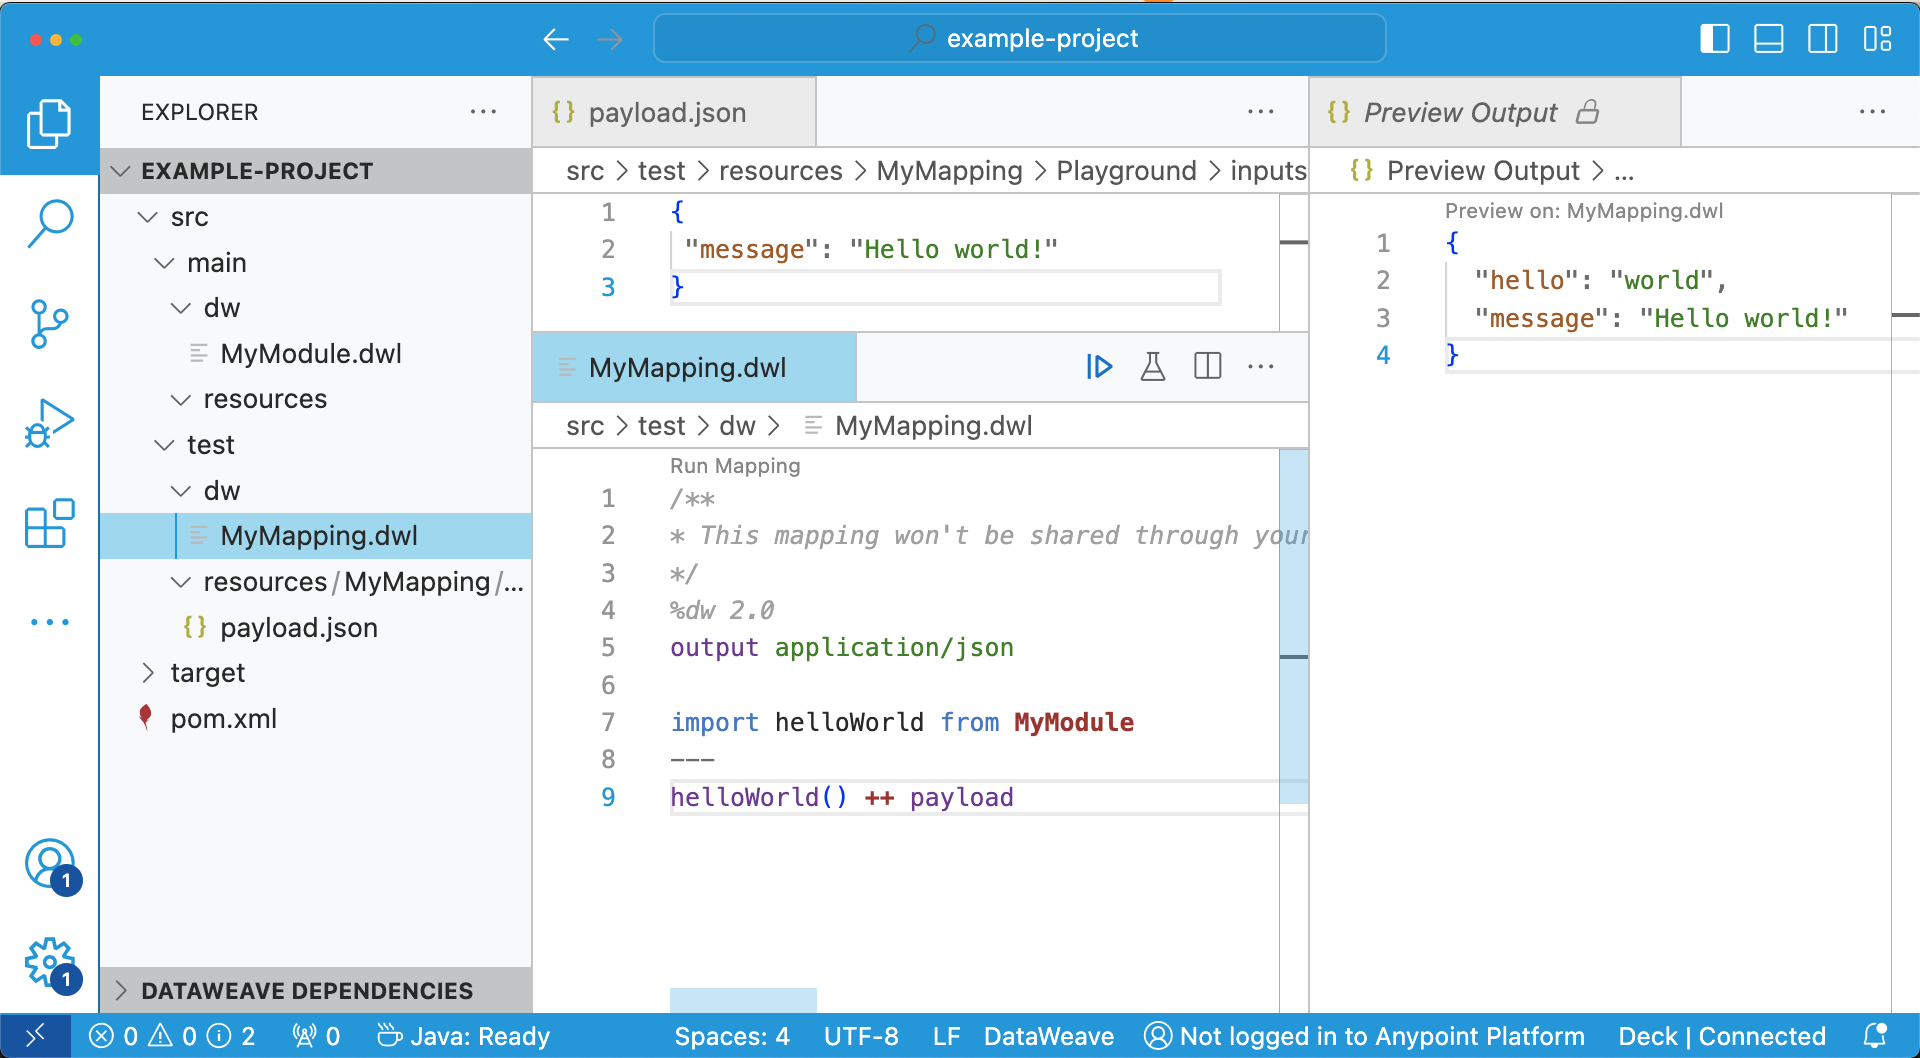 example-project
EXPLORER
EXAMPLE-PROJECT
src
main
dw
MyModule.dwl
resources
test
dw
MyMapping.dwl
resources/MyMapping/...
payload.json
target
pom.xml
DATAWEAVE DEPENDENCIES
1
1
{} payload.json
src > test > resources > MyMapping > Playground > inputs
1 {
2 "message": "Hello world!"
3 }
MyMapping.dwl
src > test > dw > MyMapping.dwl
Run Mapping
1 /**
2 * This mapping won't be shared through your
3 */
4 %dw 2.0
5 output application/json
6
7 import helloWorld from MyModule
8 ---
9 helloWorld() ++ payload
{} Preview Output
{} Preview Output > ...
Preview on: MyMapping.dwl
1 {
2 "hello": "world",
3 "message": "Hello world!"
4 }
0 0 2 0 Java: Ready Spaces: 4 UTF-8 LF DataWeave Not logged in to Anypoint Platform Deck | Connected